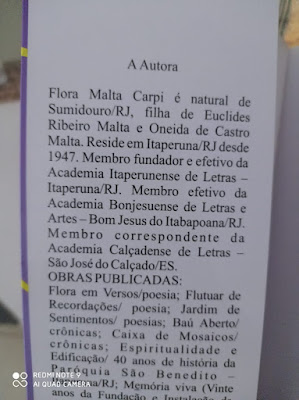 A Autora
Flora Malta Carpi é natural de
Sumidouro/RJ, filha de Euclides
Ribeiro Malta e Oneida de Castro
Malta. Reside em Itaperuna/RJ desde
1947. Membro fundador e efetivo da
Academia Itaperunense de Letras –
Itaperuna/RJ. Membro efetivo da
Academia Bonjesuense de Letras e
Artes – Bom Jesus do Itabapoana/RJ.
Membro correspondente da
Academia Calçadense de Letras –
São José do Calçado/ES.
OBRAS PUBLICADAS:
Flora em Versos/poesia; Flutuar de
Recordações/ poesia; Jardim de
Sentimentos/ poesias; Baú Aberto/
crônicas; Caixa de Mosaicos/
crônicas; Espiritualidade e
Edificação/ 40 anos de história da
Paróquia São Benedito –
/RJ; Memória viva (Vinte
anos da Fundação e Instalação da
REDMI NOTE 9
AI QUAD CAMERA